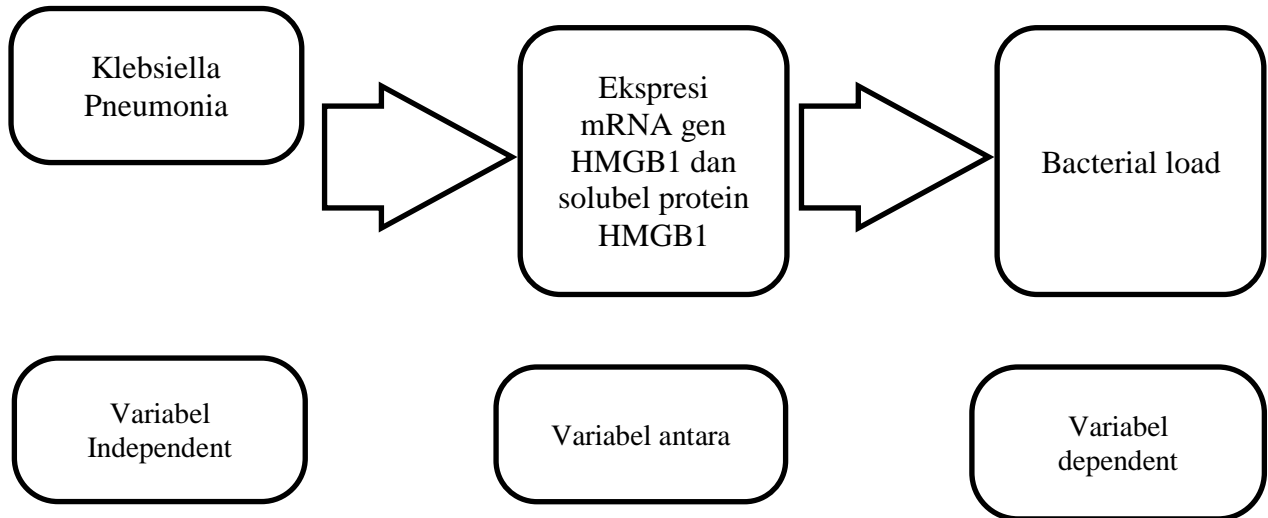 Klebsiella
Pneumonia
Ekspresi
mRNA gen
HMGB1 dan
solubel protein
HMGB1
Bacterial load
Variabel
Independent
Variabel antara
Variabel
dependent